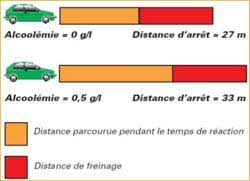 Alcoolémie = 0 g/l Distance d'arrêt = 27 m
Alcoolémie = 0,5 g/l Distance d'arrêt = 33 m
Distance parcourue pendant le temps de réaction
Distance de freinage